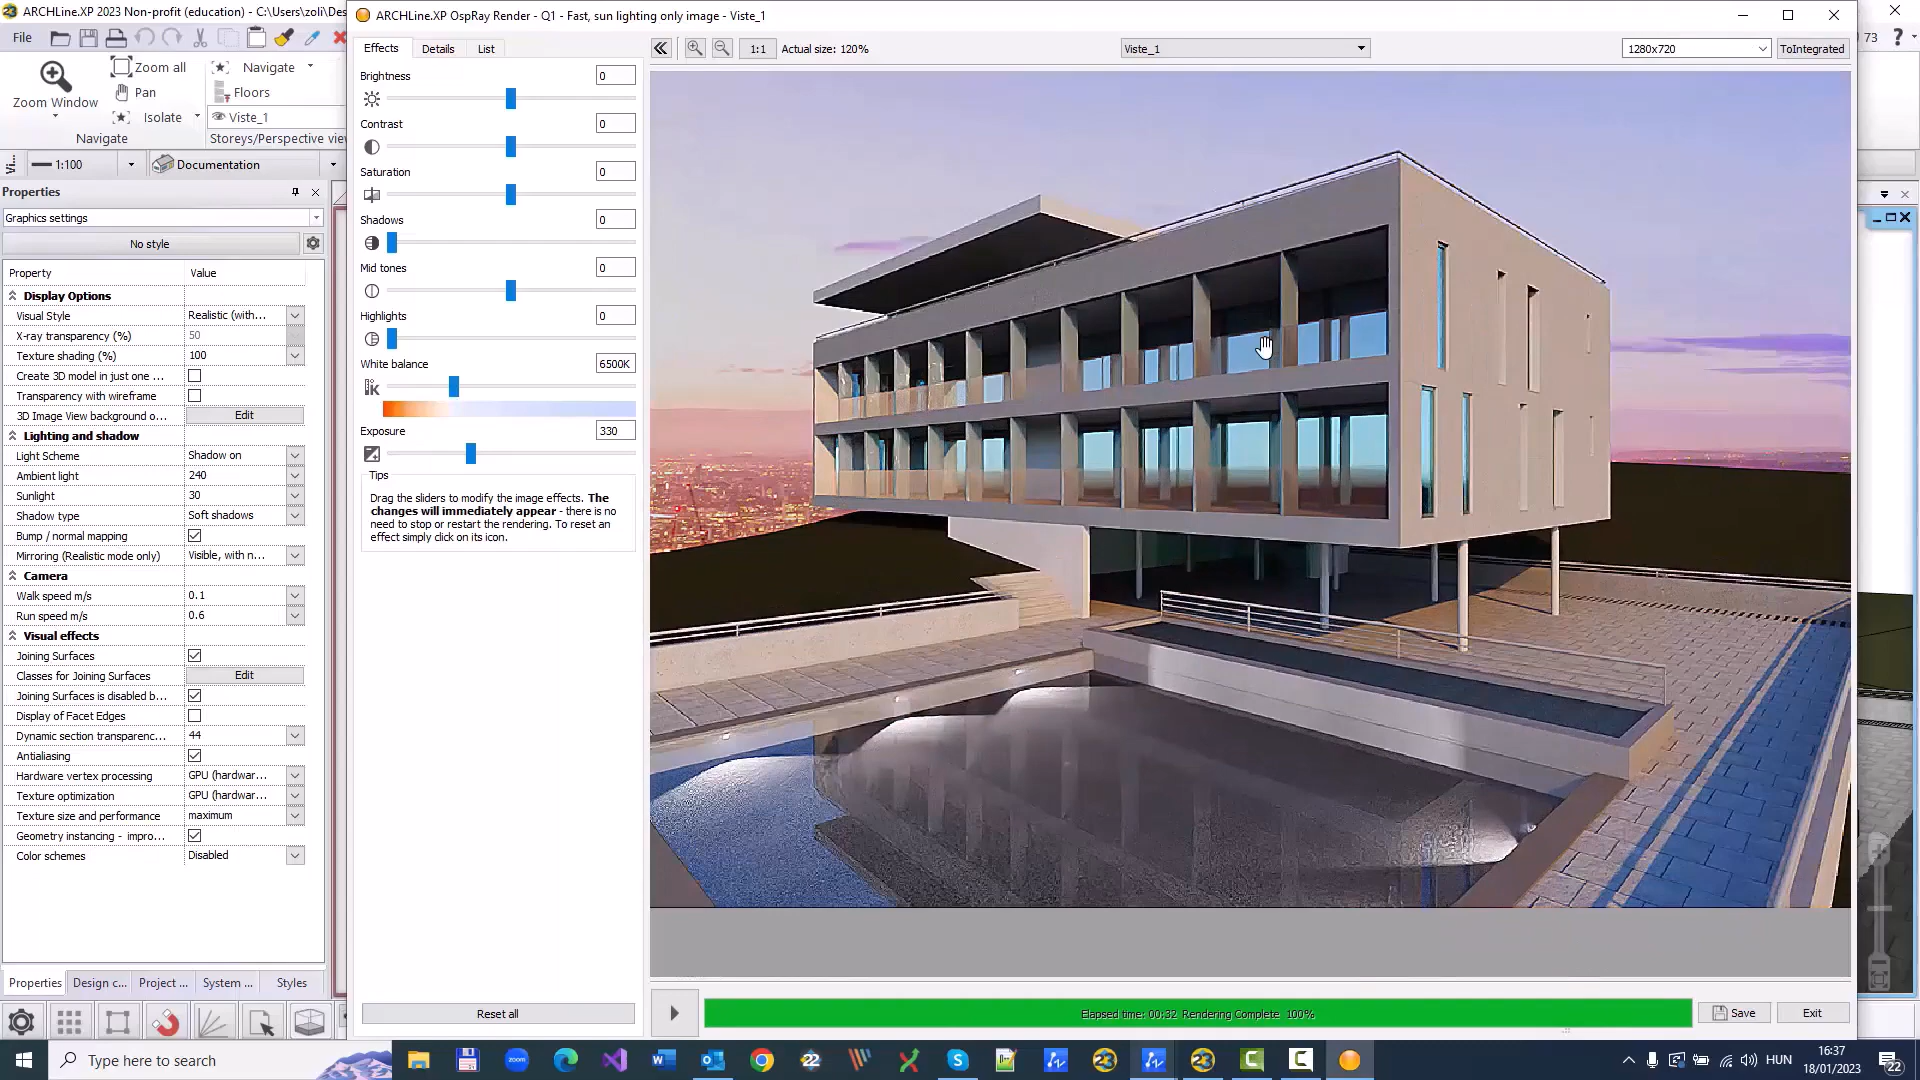 ARCHLine.XP 2023 Non-profit (education) - C:\Users\zoli\Des
ARCHLine.XP OspRay Render - Q1 - Fast, sun lighting only image - Viste_1
File
73
Zoom Window
Zoom all
Pan
Isolate
Navigate
Floors
Viste_1
Navigate
Storeys/Perspective view
1:100
Documentation
Properties
Graphics settings
No style
Property Value
Display Options
Visual Style Realistic (with...
X-ray transparency (%) 50
Texture shading (%) 100
Create 3D model in just one ...
Transparency with wireframe
3D Image View background o... Edit
Lighting and shadow
Light Scheme Shadow on
Ambient light 240
Sunlight 30
Shadow type Soft shadows
Bump / normal mapping
Mirroring (Realistic mode only) Visible, with n...
Camera
Walk speed m/s 0.1
Run speed m/s 0.6
Visual effects
Joining Surfaces
Classes for Joining Surfaces Edit
Joining Surfaces is disabled b...
Display of Facet Edges
Dynamic section transparenc... 44
Antialiasing
Hardware vertex processing GPU (hardwar...
Texture optimization GPU (hardwar...
Texture size and performance maximum
Geometry instancing - impro...
Color schemes Disabled
Properties Design c... Project ... System ... Styles
Effects Details List
Brightness 0
Contrast 0
Saturation 0
Shadows 0
Mid tones 0
Highlights 0
White balance 6500K
K
Exposure 330
Tips
Drag the sliders to modify the image effects. The
changes will immediately appear - there is no
need to stop or restart the rendering. To reset an
effect simply click on its icon.
Reset all
1:1 Actual size: 120% Viste_1 1280x720 ToIntegrated
Elapsed time: 00:32 Rendering Complete 100%
Save Exit
Type here to search
zoom
HUN
16:37
18/01/2023
22